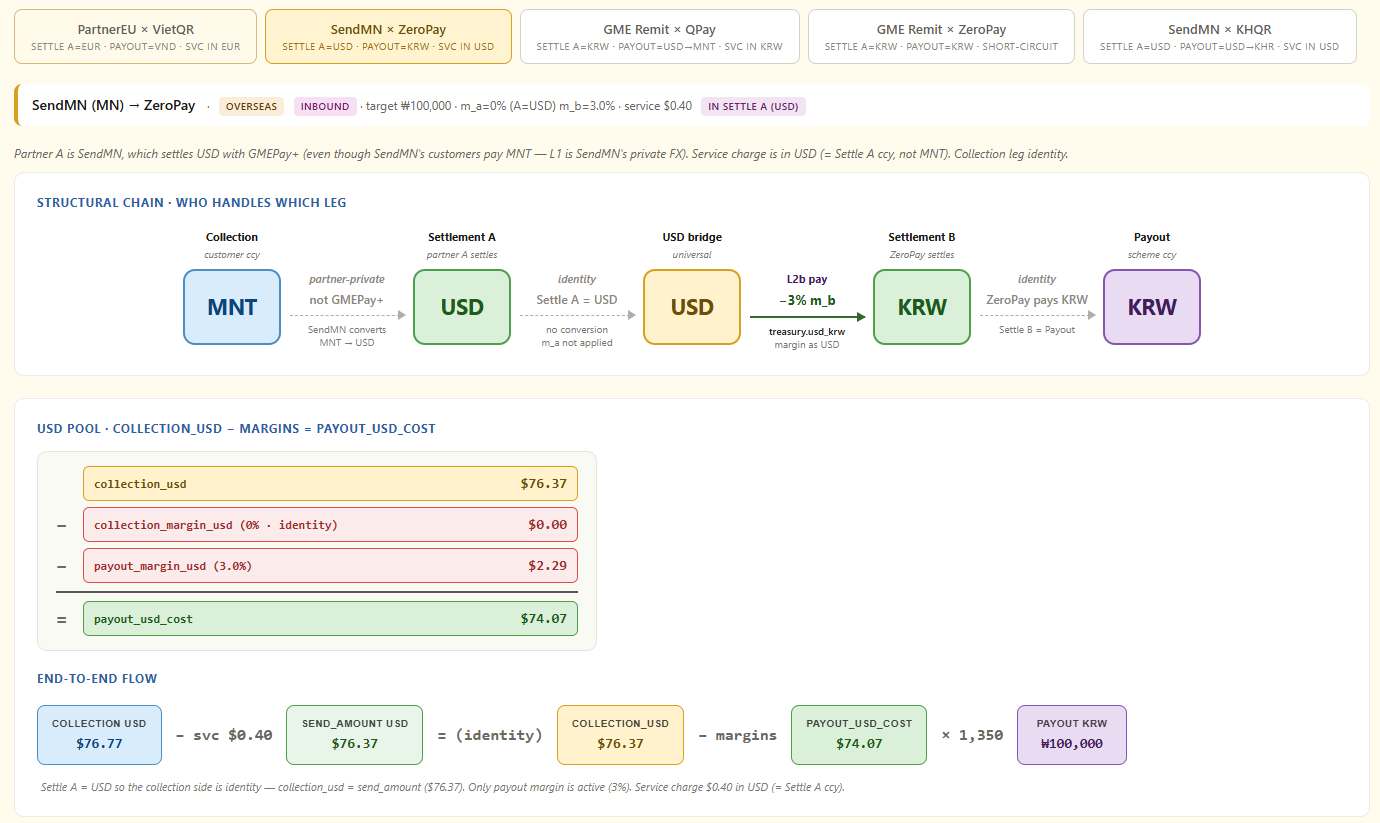 PartnerEU × VietQR
SETTLE A=EUR · PAYOUT=VND · SVC IN EUR
SendMN × ZeroPay
SETTLE A=USD · PAYOUT=KRW · SVC IN USD
GME Remit × QPay
SETTLE A=KRW · PAYOUT=USD→MNT · SVC IN KRW
GME Remit × ZeroPay
SETTLE A=KRW · PAYOUT=KRW · SHORT-CIRCUIT
SendMN × KHQR
SETTLE A=USD · PAYOUT=USD→KHR · SVC IN USD
SendMN (MN) → ZeroPay · OVERSEAS INBOUND · target ₩100,000 · m_a=0% (A=USD) m_b=3.0% · service $0.40 IN SETTLE A (USD)
Partner A is SendMN, which settles USD with GMEPay+ (even though SendMN's customers pay MNT — L1 is SendMN's private FX). Service charge is in USD (= Settle A ccy, not MNT). Collection leg identity.
STRUCTURAL CHAIN · WHO HANDLES WHICH LEG
Collection
customer ccy
MNT
partner-private
not GMEPay+
SendMN converts
MNT → USD
Settlement A
partner A settles
USD
identity
Settle A = USD
no conversion
m_a not applied
USD bridge
universal
USD
L2b pay
−3% m_b
treasury.usd_krw
margin as USD
Settlement B
ZeroPay settles
KRW
identity
ZeroPay pays KRW
Settle B = Payout
Payout
scheme ccy
KRW
USD POOL · COLLECTION_USD − MARGINS = PAYOUT_USD_COST
collection_usd $76.37
− collection_margin_usd (0% · identity) $0.00
− payout_margin_usd (3.0%) $2.29
= payout_usd_cost $74.07
END-TO-END FLOW
COLLECTION USD
$76.77
− svc $0.40
SEND_AMOUNT USD
$76.37
= (identity)
COLLECTION_USD
$76.37
− margins
PAYOUT_USD_COST
$74.07
× 1,350
PAYOUT KRW
₩100,000
Settle A = USD so the collection side is identity — collection_usd = send_amount ($76.37). Only payout margin is active (3%). Service charge $0.40 in USD (= Settle A ccy).